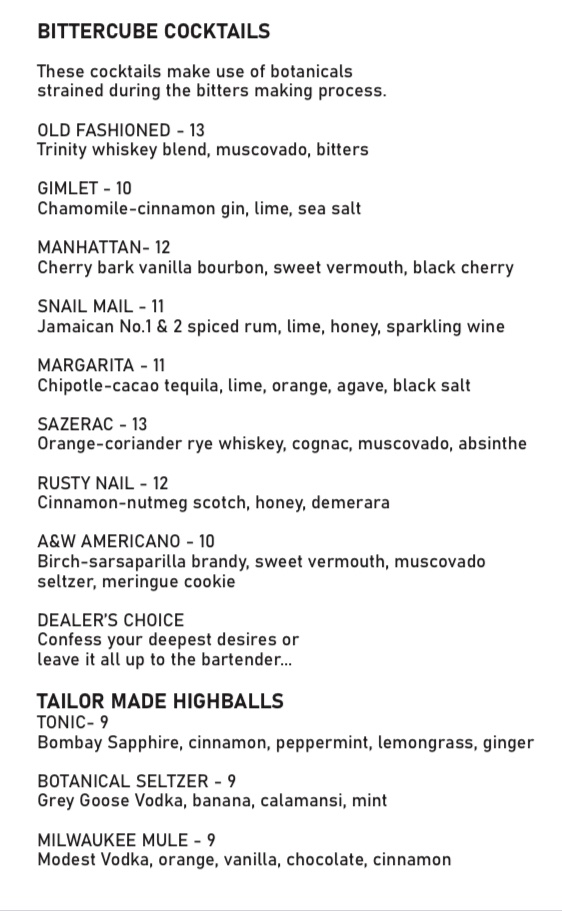 BITTERCUBE COCKTAILS
These cocktails make use of botanicals
strained during the bitters making process.
OLD FASHIONED - 13
Trinity whiskey blend, muscovado, bitters
GIMLET - 10
Chamomile-cinnamon gin, lime, sea salt
MANHATTAN- 12
Cherry bark vanilla bourbon, sweet vermouth, black cherry
SNAIL MAIL - 11
Jamaican No.1 & 2 spiced rum, lime, honey, sparkling wine
MARGARITA - 11
Chipotle-cacao tequila, lime, orange, agave, black salt
SAZERAC - 13
Orange-coriander rye whiskey, cognac, muscovado, absinthe
RUSTY NAIL - 12
Cinnamon-nutmeg scotch, honey, demerara
A&W AMERICANO - 10
Birch-sarsaparilla brandy, sweet vermouth, muscovado
seltzer, meringue cookie
DEALER'S CHOICE
Confess your deepest desires or
leave it all up to the bartender...
TAILOR MADE HIGHBALLS
TONIC- 9
Bombay Sapphire, cinnamon, peppermint, lemongrass, ginger
BOTANICAL SELTZER - 9
Grey Goose Vodka, banana, calamansi, mint
MILWAUKEE MULE - 9
Modest Vodka, orange, vanilla, chocolate, cinnamon